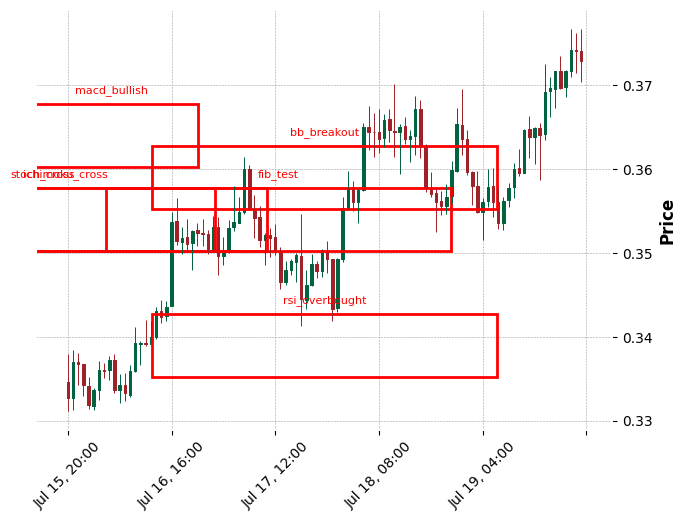 macd_bullish
bb_breakout
fib_test
rsi_overbought
0.37
0.36
0.35
0.34
0.33
Price
Jul 15, 20:00
Jul 16, 16:00
Jul 17, 12:00
Jul 18, 08:00
Jul 19, 04:00